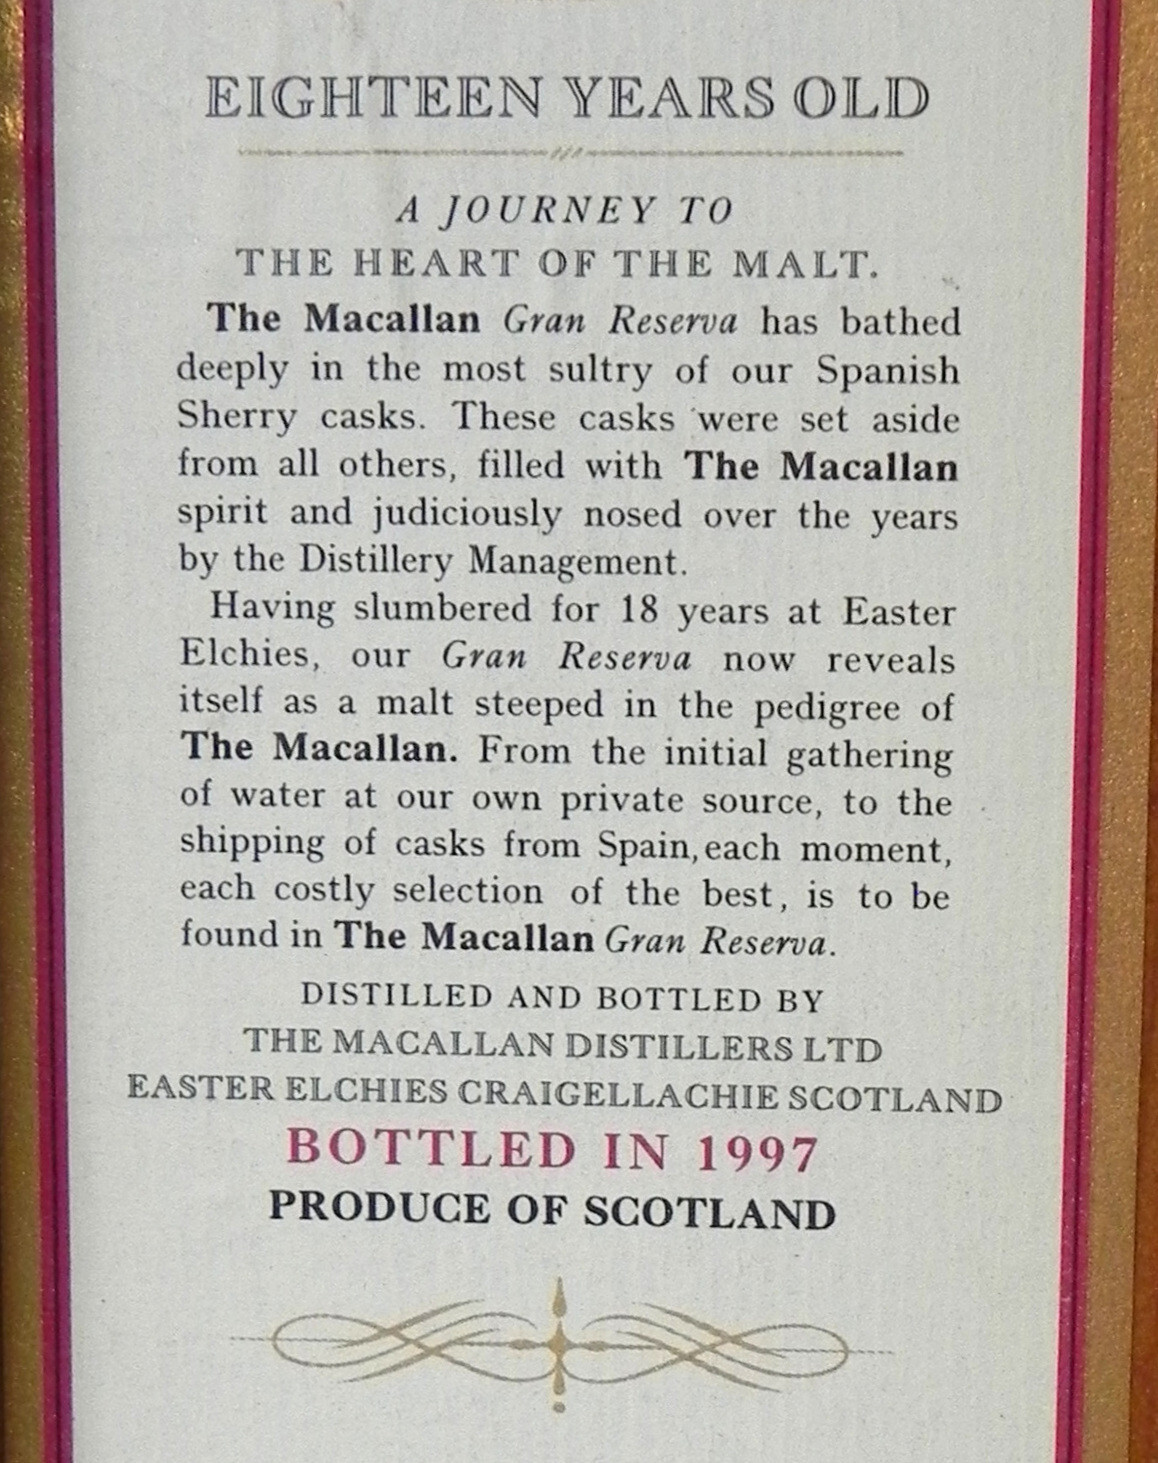 EIGHTEEN YEARS OLD
A JOURNEY TO
THE HEART OF THE MALT.
The Macallan Gran Reserva has bathed
deeply in the most sultry of our Spanish
Sherry casks. These casks were set aside
from all others, filled with The Macallan
spirit and judiciously nosed over the years
by the Distillery Management.
Having slumbered for 18 years at Easter
Elchies, our Gran Reserva now reveals
itself as a malt steeped in the pedigree of
The Macallan. From the initial gathering
of water at our own private source, to the
shipping of casks from Spain, each moment,
each costly selection of the best, is to be
found in The Macallan Gran Reserva.
DISTILLED AND BOTTLED BY
THE MACALLAN DISTILLERS LTD
EASTER ELCHIES CRAIGELLACHIE SCOTLAND
BOTTLED IN 1997
PRODUCE OF SCOTLAND